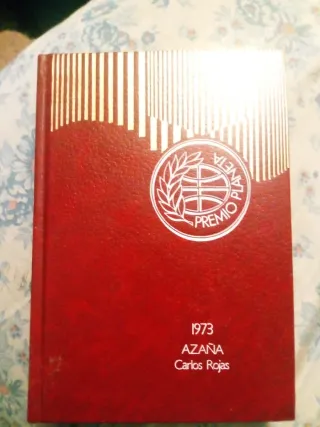 PREMIO PLANETA
1973
AZAÑA
Carlos Rojas